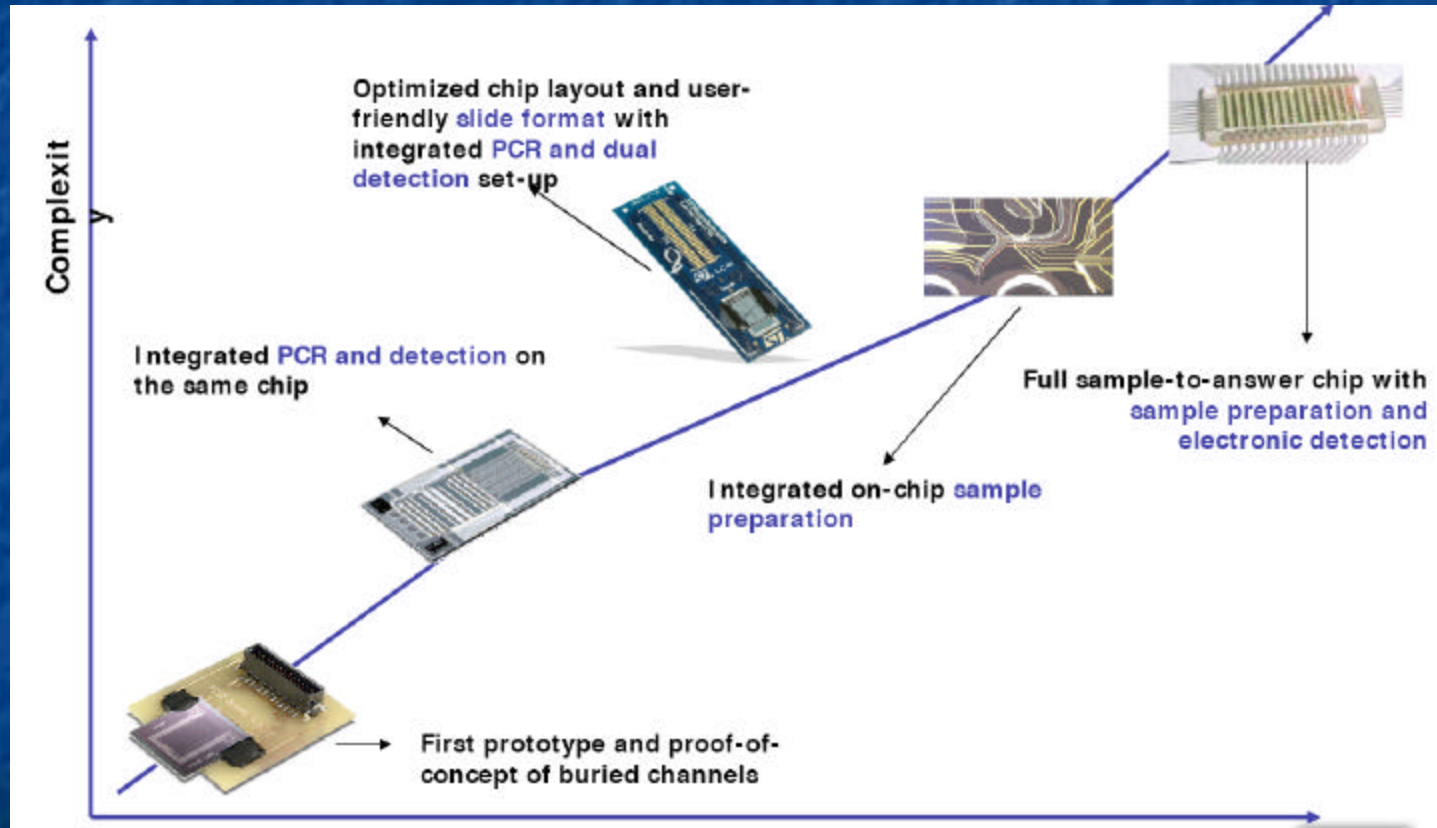 Complexit
y
Optimized chip layout and user-
friendly slide format with
integrated PCR and dual
detection set-up
Integrated PCR and detection on
the same chip
Full sample-to-answer chip with
sample preparation and
electronic detection
Integrated on-chip sample
preparation
First prototype and proof-of-
concept of buried channels